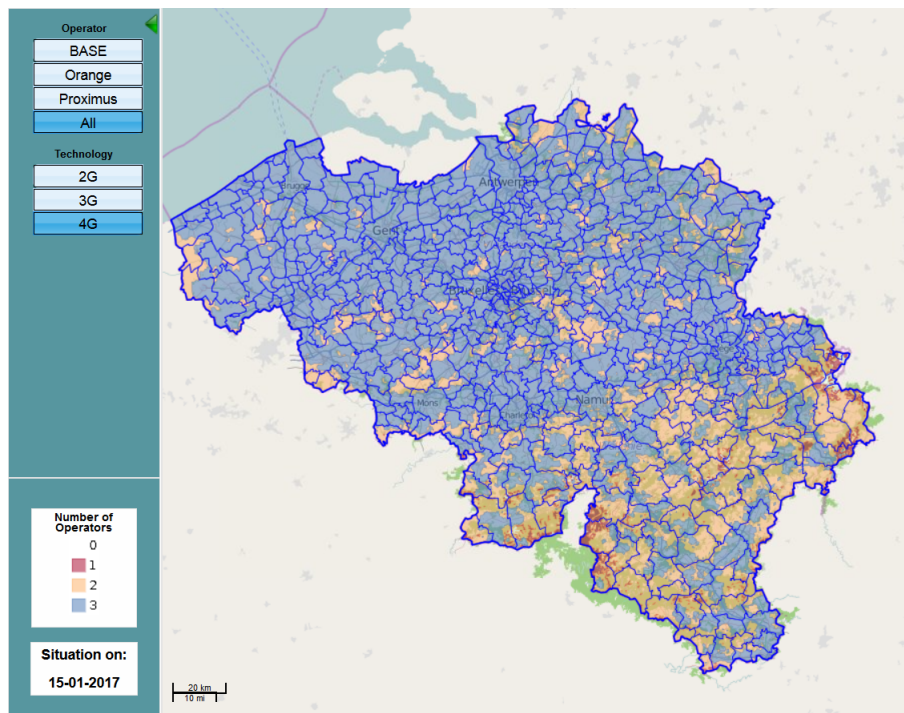 Operator
BASE
Orange
Proximus
All
Technology
2G
3G
4G
Number of
Operators
0
1
2
3
Situation on:
15-01-2017
Brugge
Antwerpen
Gent
Mons
Namur
20 km
10 mi